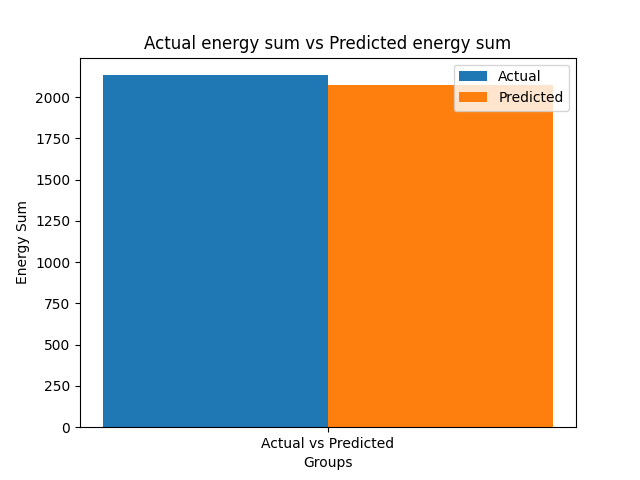 Actual energy sum vs Predicted energy sum
Actual
Predicted
Energy Sum
2000
1750
1500
1250
1000
750
500
250
0
Actual vs Predicted
Groups